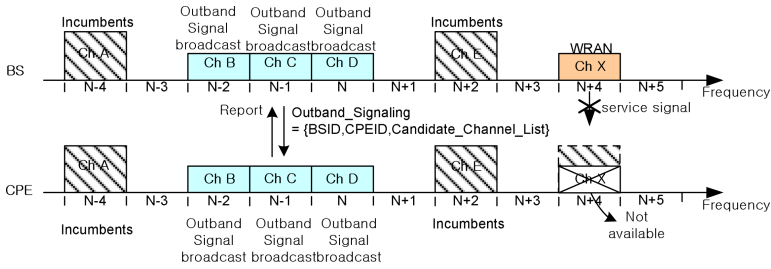 Incumbents
Outband
Signal
broadcast
Outband
Signal
broadcast
Outband
Signal
broadcast
Incumbents
WRAN
Ch A
Ch B
Ch C
Ch D
Ch E
Ch X
BS
N-4
N-3
N-2
N-1
N
N+1
N+2
N+3
N+4
N+5
Frequency
Report
Outband_Signaling
= {BSID,CPEID,Candidate_Channel_List}
service signal
Ch A
Ch B
Ch C
Ch D
Ch E
Ch X
CPE
N-4
N-3
N-2
N-1
N
N+1
N+2
N+3
N+4
N+5
Frequency
Incumbents
Outband
Signal
broadcast
Outband
Signal
broadcast
Outband
Signal
broadcast
Incumbents
Not
available